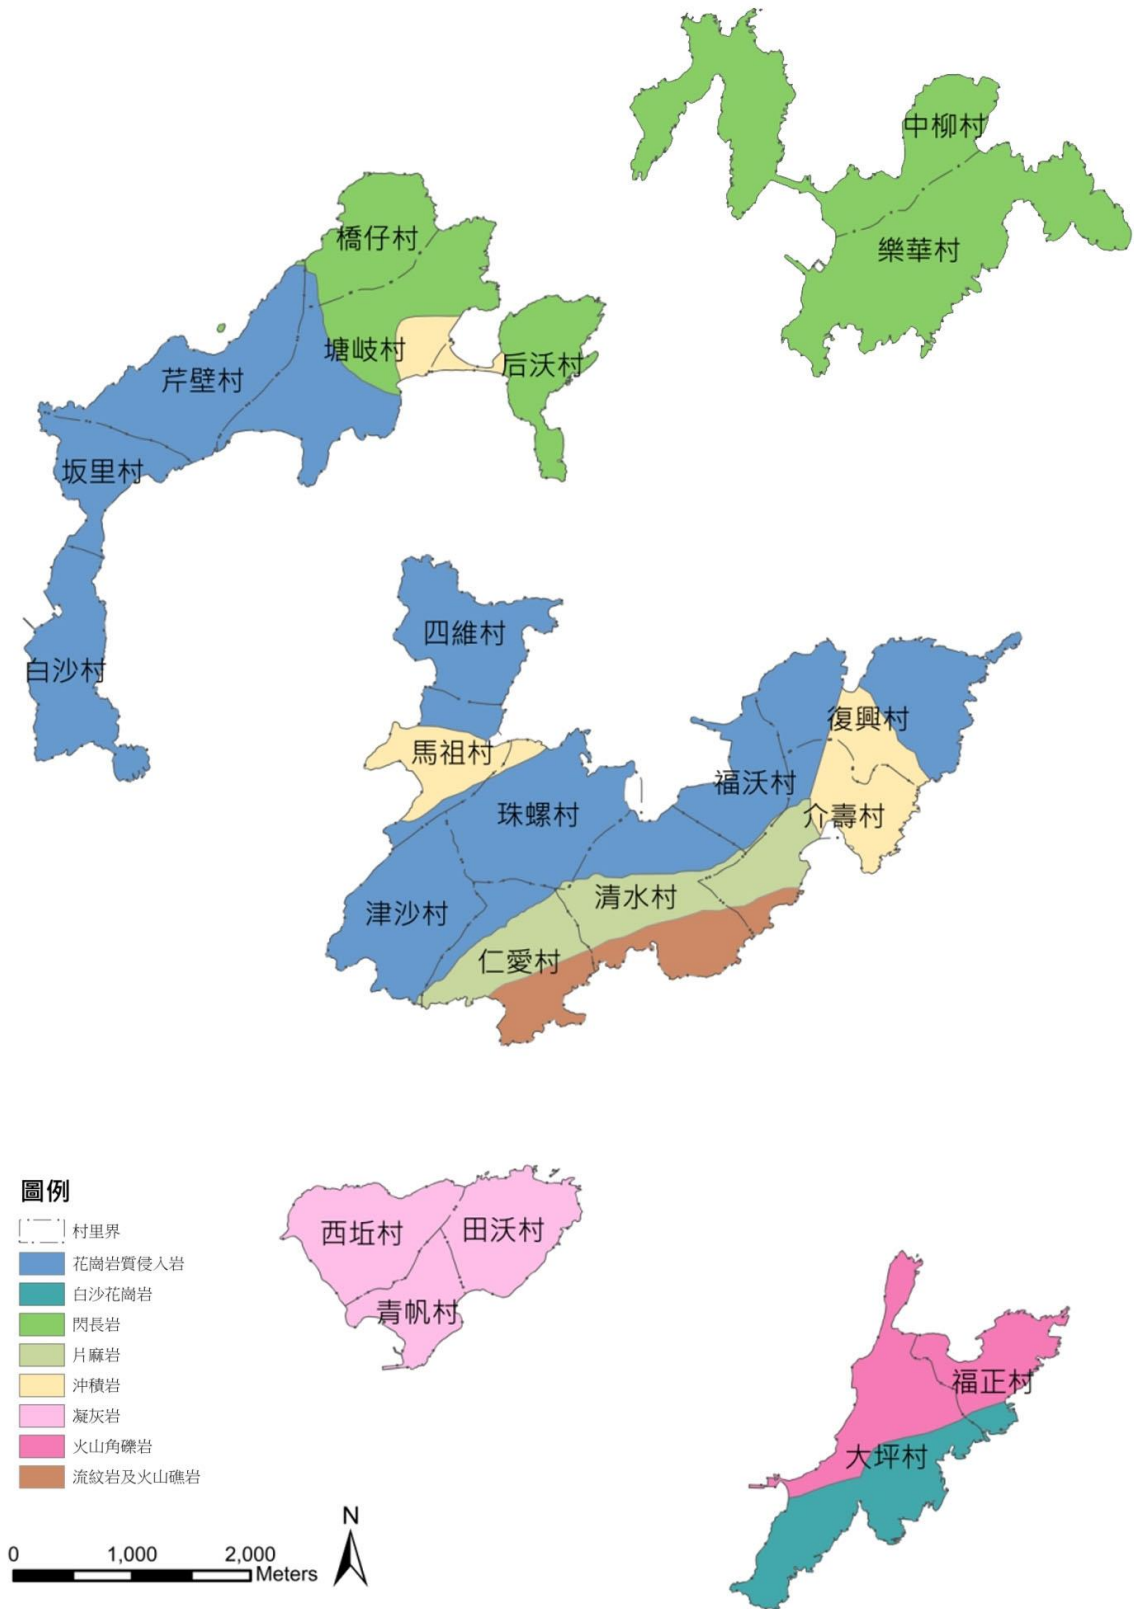 中柳村
樂華村
橋仔村
塘岐村
后沃村
芹壁村
坂里村
白沙村
四維村
復興村
馬祖村
福沃村
珠螺村
介壽村
清水村
津沙村
仁愛村
西坵村
田沃村
青帆村
福正村
大坪村
圖例
村里界
花崗岩質侵入岩
白沙花崗岩
閃長岩
片麻岩
沖積岩
凝灰岩
火山角礫岩
流紋岩及火山礁岩
N
0 1,000 2,000
Meters